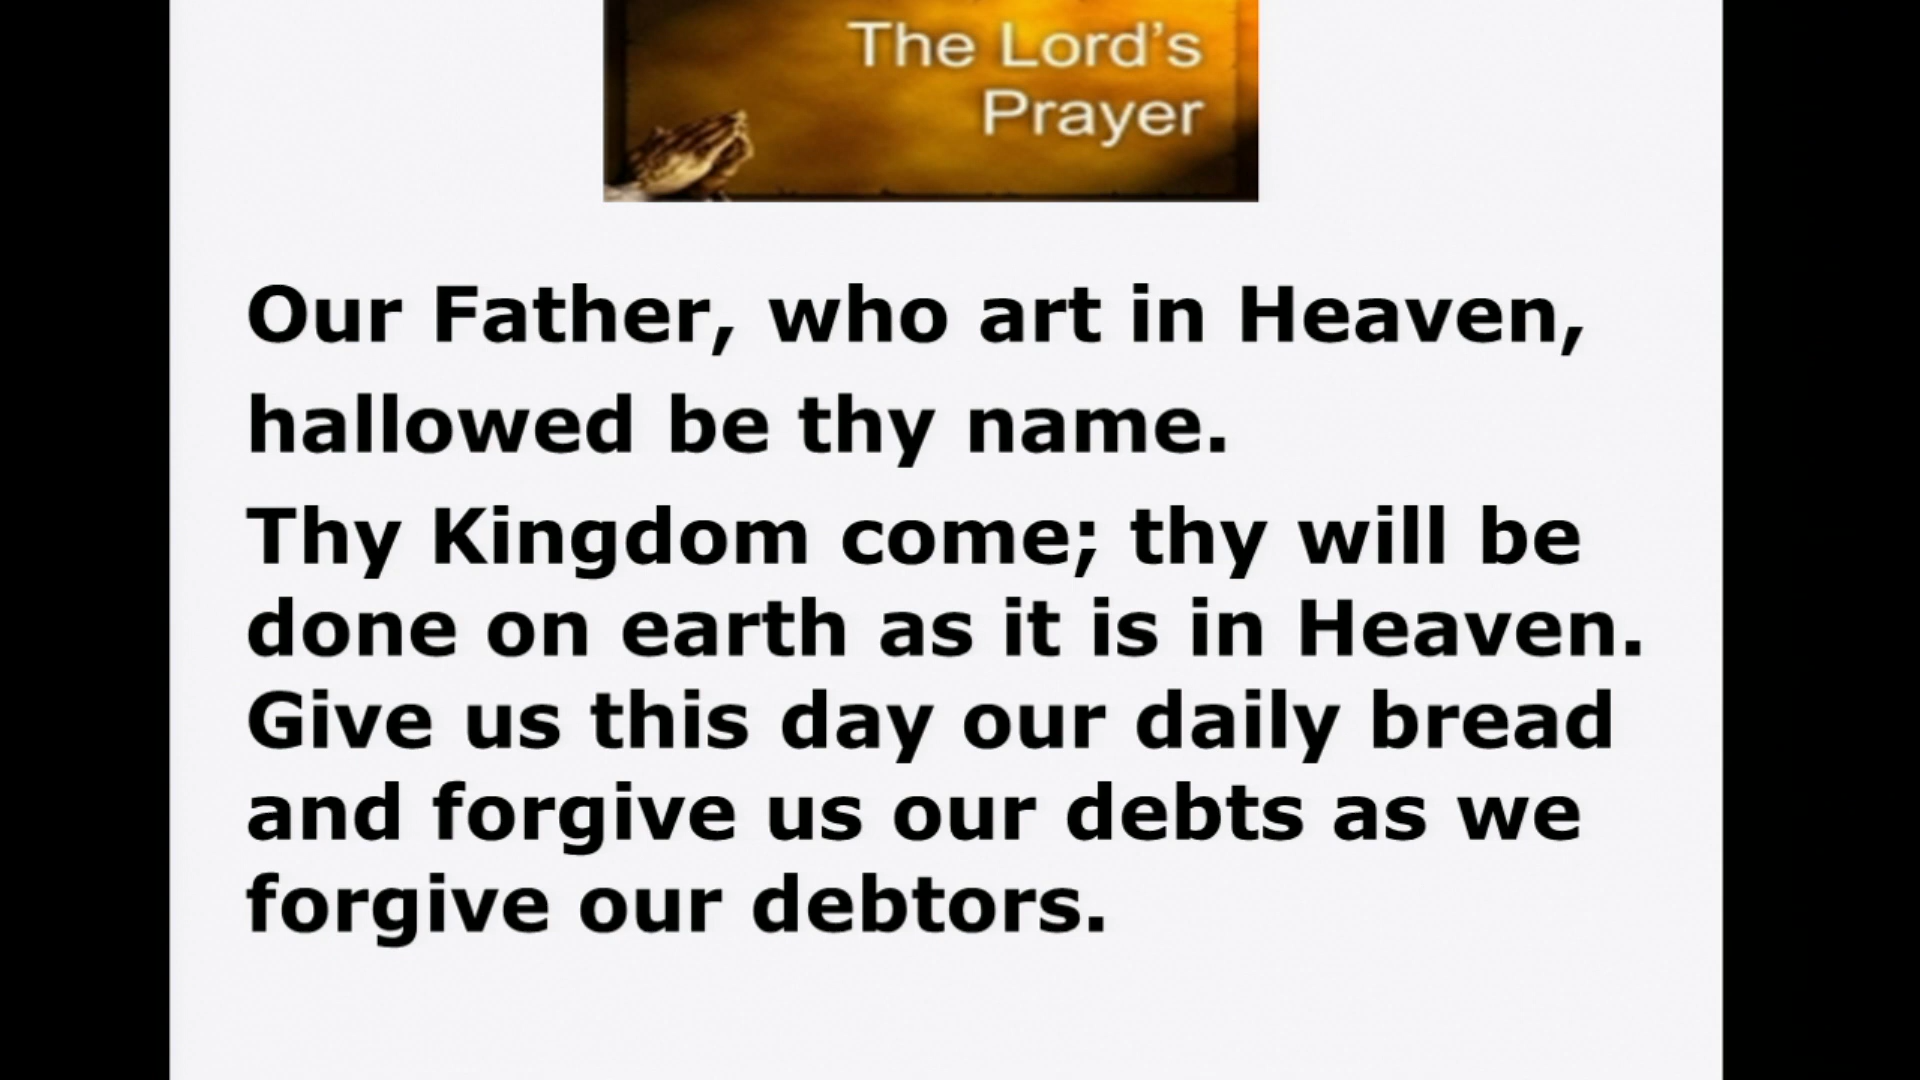 The Lord's
Prayer
Our Father, who art in Heaven,
hallowed be thy name.
Thy Kingdom come; thy will be
done on earth as it is in Heaven.
Give us this day our daily bread
and forgive us our debts as we
forgive our debtors.